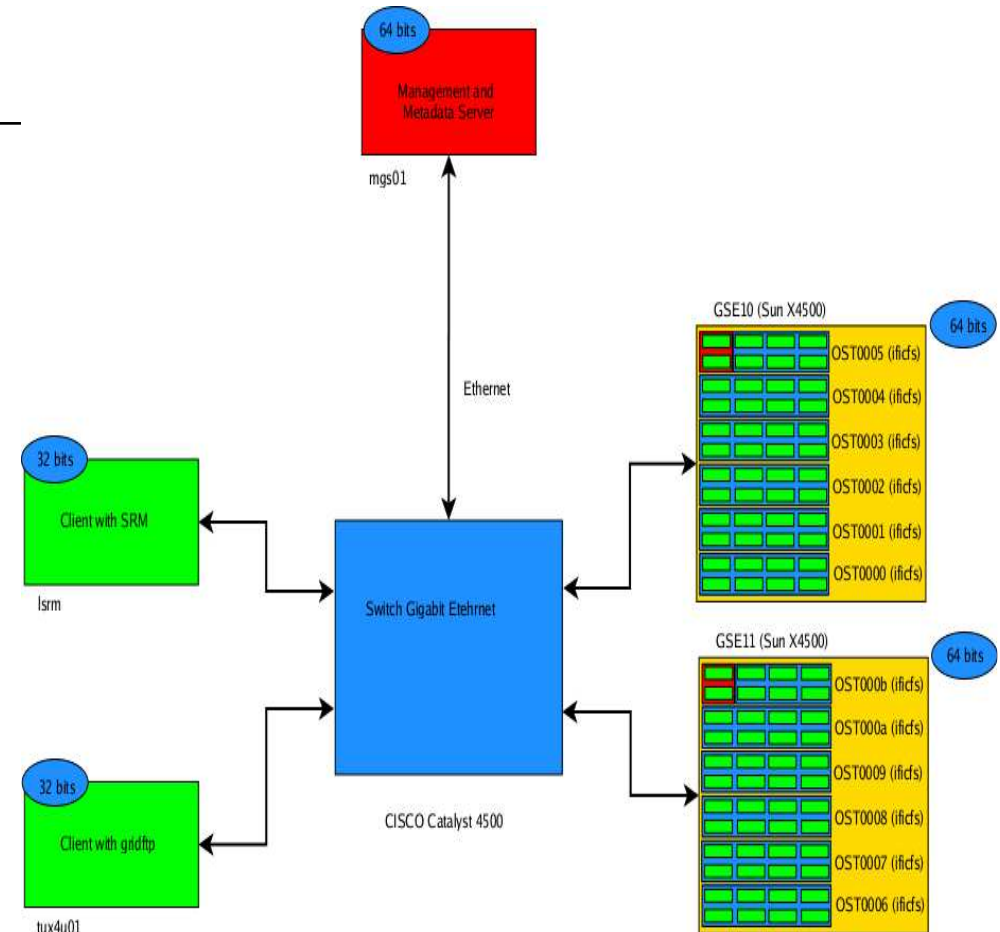 64 bits
Management and
Metadata Server
mgs01
Ethernet
GSE10 (Sun X4500)
64 bits
OST0005 (ificfs)
OST0004 (ificfs)
OST0003 (ificfs)
OST0002 (ificfs)
OST0001 (ificfs)
OST0000 (ificfs)
32 bits
Client with SRM
lsrm
Switch Gigabit Etehrnet
CISCO Catalyst 4500
GSE11 (Sun X4500)
64 bits
OST000b (ificfs)
OST000a (ificfs)
OST0009 (ificfs)
OST0008 (ificfs)
OST0007 (ificfs)
OST0006 (ificfs)
32 bits
Client with gridftp
tux4u01